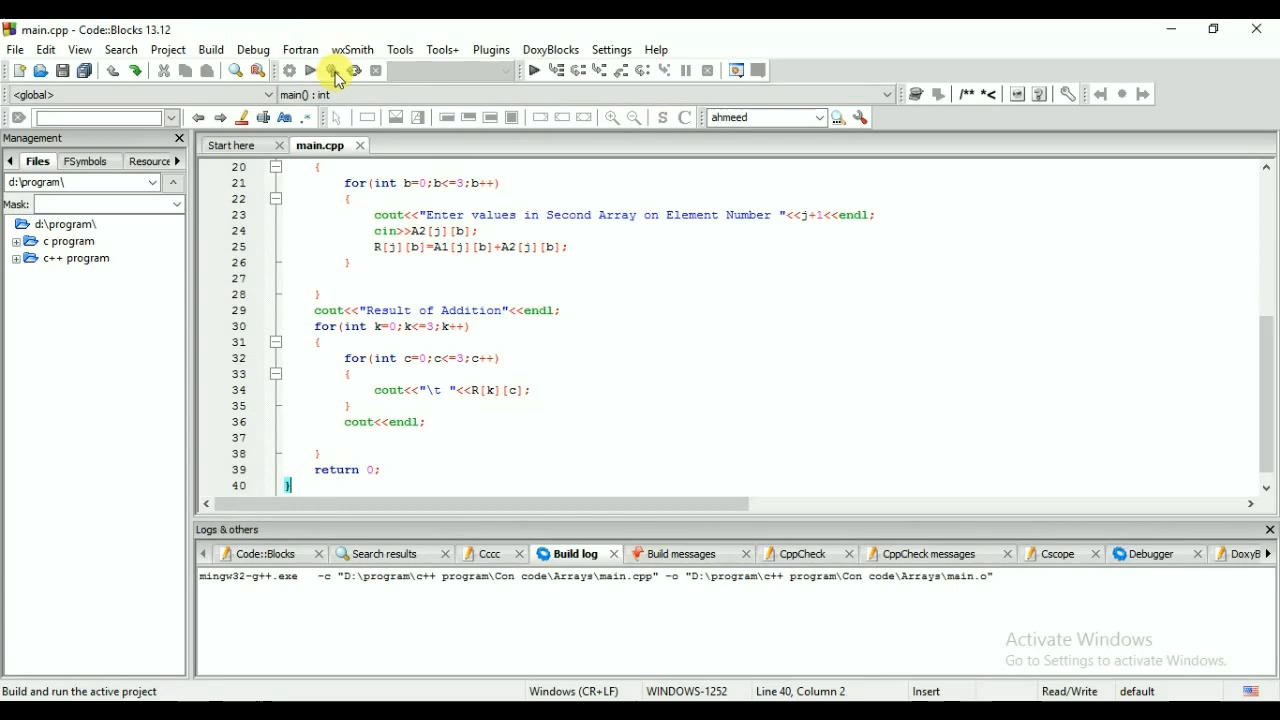 main.cpp - Code::Blocks 13.12
File Edit View Search Project Build Debug Fortran wxSmith Tools Tools+ Plugins DoxyBlocks Settings Help
<global> main() : int
/** *<
ahmeed
Management
Start here main.cpp
Files FSymbols Resource
d:\program\
Mask:
d:\program\
c program
c++ program
20 {
21 for(int b=0;b<=3;b++)
22 {
23 cout<<"Enter values in Second Array on Element Number "<<j+1<<endl;
24 cin>>A2[j][b];
25 R[j][b]=A1[j][b]+A2[j][b];
26 }
27
28 }
29 cout<<"Result of Addition"<<endl;
30 for(int k=0;k<=3;k++)
31 {
32 for(int c=0;c<=3;c++)
33 {
34 cout<<"\t "<<R[k][c];
35 }
36 cout<<endl;
37
38 }
39 return 0;
40 }
Logs & others
Code::Blocks Search results Cccc Build log Build messages CppCheck CppCheck messages Cscope Debugger DoxyB
mingw32-g++.exe -c "D:\program\c++ program\Con code\Arrays\main.cpp" -o "D:\program\c++ program\Con code\Arrays\main.o"
Activate Windows
Go to Settings to activate Windows.
Build and run the active project Windows (CR+LF) WINDOWS-1252 Line 40, Column 2 Insert Read/Write default